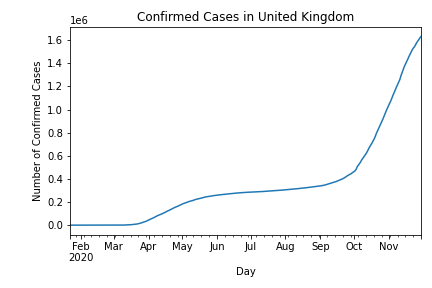 Confirmed Cases in United Kingdom
1e6
1.6
1.4
1.2
1.0
0.8
0.6
0.4
0.2
0.0
Number of Confirmed Cases
Feb Mar Apr May Jun Jul Aug Sep Oct Nov
2020
Day